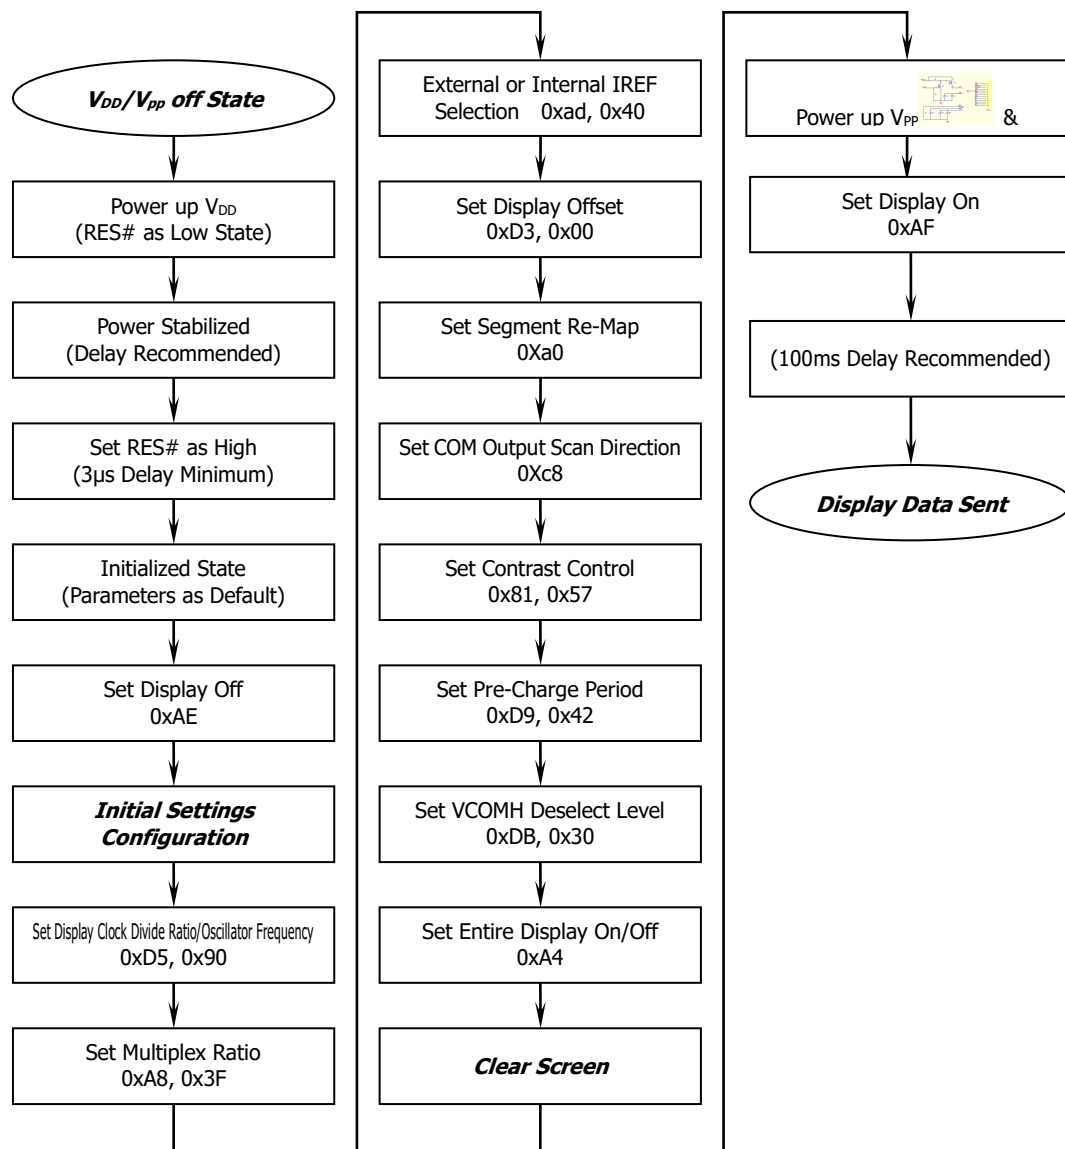 V_DD/V_pp off State
Power up V_DD
(RES# as Low State)
Power Stabilized
(Delay Recommended)
Set RES# as High
(3μs Delay Minimum)
Initialized State
(Parameters as Default)
Set Display Off
0xAE
Initial Settings
Configuration
Set Display Clock Divide Ratio/Oscillator Frequency
0xD5, 0x90
Set Multiplex Ratio
0xA8, 0x3F
External or Internal IREF
Selection 0xad, 0x40
Set Display Offset
0xD3, 0x00
Set Segment Re-Map
0Xa0
Set COM Output Scan Direction
0Xc8
Set Contrast Control
0x81, 0x57
Set Pre-Charge Period
0xD9, 0x42
Set VCOMH Deselect Level
0xDB, 0x30
Set Entire Display On/Off
0xA4
Clear Screen
Power up V_PP &
Set Display On
0xAF
(100ms Delay Recommended)
Display Data Sent